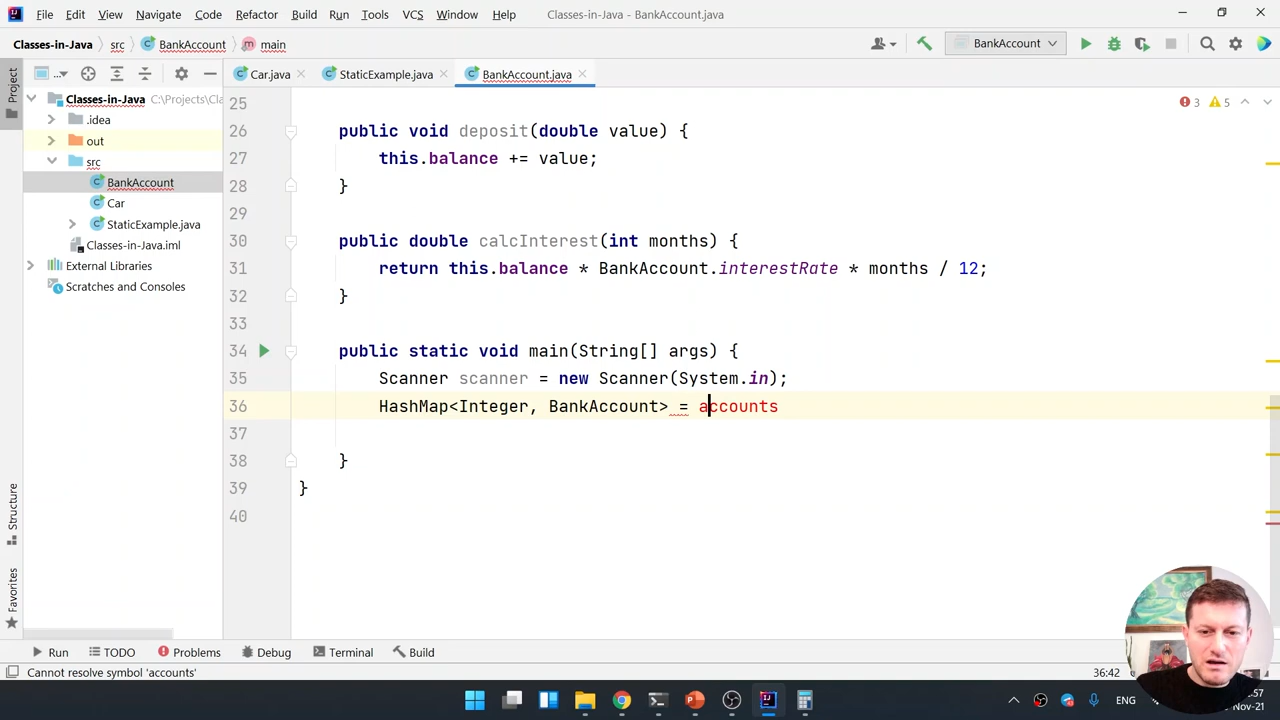 File Edit View Navigate Code Refactor Build Run Tools VCS Window Help Classes-in-Java - BankAccount.java
Classes-in-Java src BankAccount main BankAccount
Project ... Car.java StaticExample.java BankAccount.java
Classes-in-Java C:\Projects\Cla
.idea
out
src
BankAccount
Car
StaticExample.java
Classes-in-Java.iml
External Libraries
Scratches and Consoles
Structure
Favorites
3 5
25
26 public void deposit(double value) {
27 this.balance += value;
28 }
29
30 public double calcInterest(int months) {
31 return this.balance * BankAccount.interestRate * months / 12;
32 }
33
34 public static void main(String[] args) {
35 Scanner scanner = new Scanner(System.in);
36 HashMap<Integer, BankAccount> = accounts
37
38 }
39 }
40
Run TODO Problems Debug Terminal Build
Cannot resolve symbol 'accounts' 36:42
ENG :57
-Nov-21